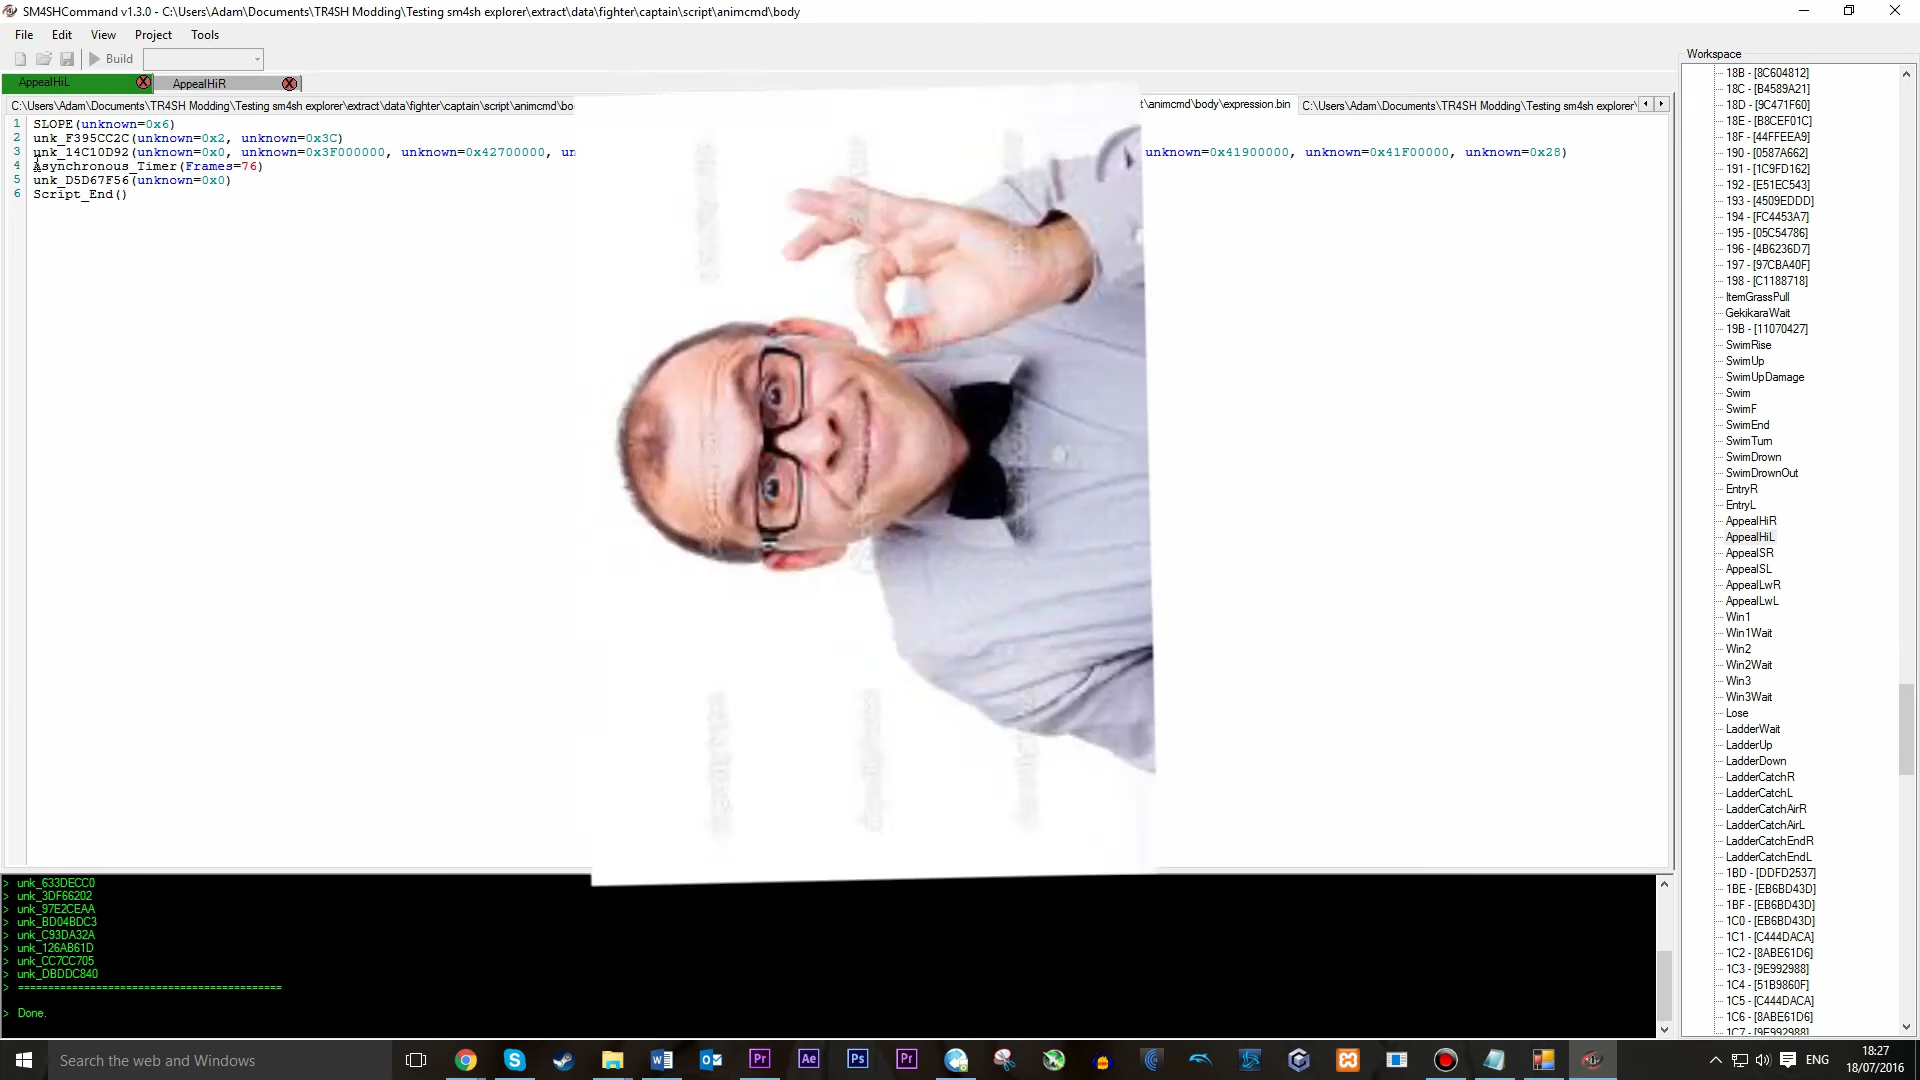 SM4SHCommand v1.3.0 - C:\Users\Adam\Documents\TR4SH Modding\Testing sm4sh explorer\extract\data\fighter\captain\script\animcmd\body
File Edit View Project Tools
Build
AppealHiL AppealHiR
C:\Users\Adam\Documents\TR4SH Modding\Testing sm4sh explorer\extract\data\fighter\captain\script\animcmd\bo t\animcmd\body\expression.bin C:\Users\Adam\Documents\TR4SH Modding\Testing sm4sh explorer\
1 SLOPE(unknown=0x6)
2 unk_F395CC2C(unknown=0x2, unknown=0x3C)
3 unk_14C10D92(unknown=0x0, unknown=0x3F000000, unknown=0x42700000, un unknown=0x41900000, unknown=0x41F00000, unknown=0x28)
4 Asynchronous_Timer(Frames=76)
5 unk_D5D67F56(unknown=0x0)
6 Script_End()
> unk_633DECC0
> unk_3DF66202
> unk_97E2CEAA
> unk_BD04BDC3
> unk_C93DA32A
> unk_126AB61D
> unk_CC7CC705
> unk_DBDDC840
> ============================================
> Done.
Workspace
18B - [8C604812]
18C - [B4589A21]
18D - [9C471F60]
18E - [B8CEF01C]
18F - [44FFEEA9]
190 - [0587A662]
191 - [1C9FD162]
192 - [E51EC543]
193 - [4509EDDD]
194 - [FC4453A7]
195 - [05C54786]
196 - [4B6236D7]
197 - [97CBA40F]
198 - [C1188718]
ItemGrassPull
GekikaraWait
19B - [11070427]
SwimRise
SwimUp
SwimUpDamage
Swim
SwimF
SwimEnd
SwimTurn
SwimDrown
SwimDrownOut
EntryR
EntryL
AppealHiR
AppealHiL
AppealSR
AppealSL
AppealLwR
AppealLwL
Win1
Win1Wait
Win2
Win2Wait
Win3
Win3Wait
Lose
LadderWait
LadderUp
LadderDown
LadderCatchR
LadderCatchL
LadderCatchAirR
LadderCatchAirL
LadderCatchEndR
LadderCatchEndL
1BD - [DDFD2537]
1BE - [EB6BD43D]
1BF - [EB6BD43D]
1C0 - [EB6BD43D]
1C1 - [C444DACA]
1C2 - [8ABE61D6]
1C3 - [9E992988]
1C4 - [51B9860F]
1C5 - [C444DACA]
1C6 - [8ABE61D6]
1C7 - [9E992988]
Search the web and Windows
ENG
18:27
18/07/2016